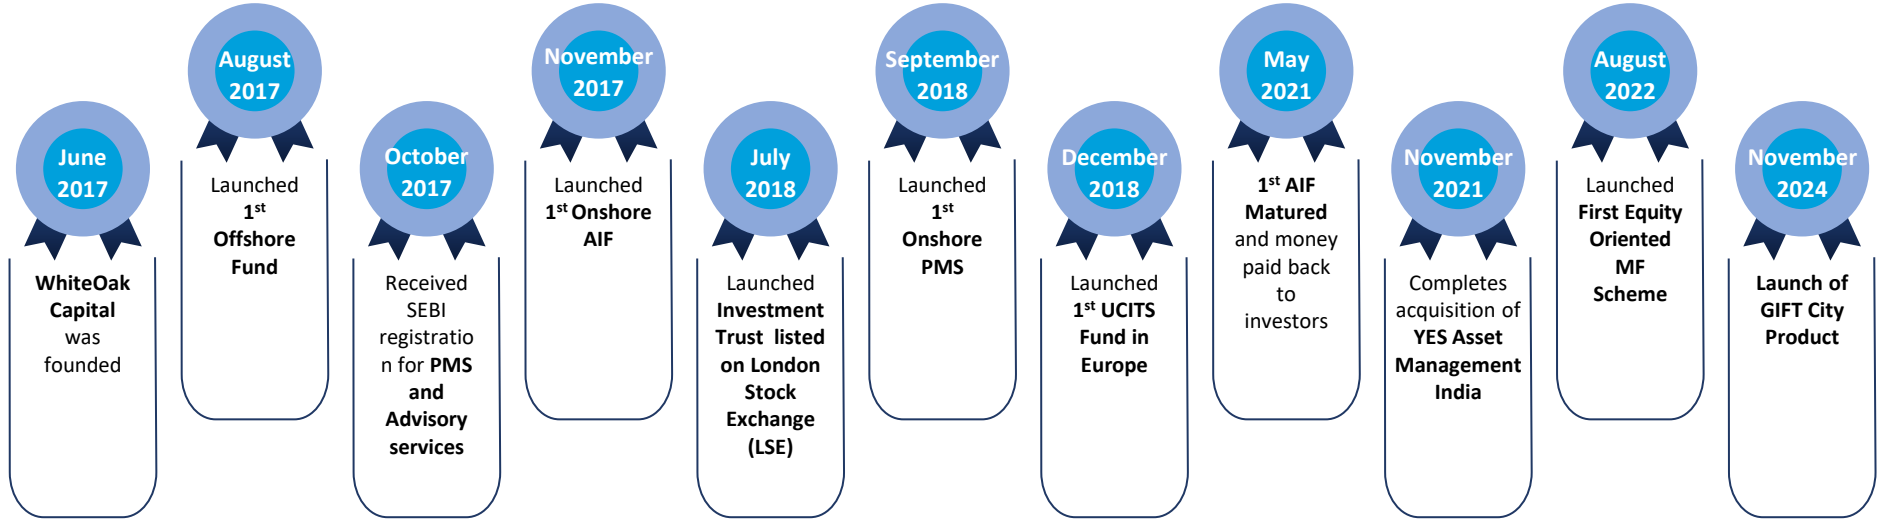 June
2017
WhiteOak
Capital
was
founded
August
2017
Launched
1st
Offshore
Fund
October
2017
Received
SEBI
registratio
n for PMS
and
Advisory
services
November
2017
Launched
1st Onshore
AIF
July
2018
Launched
Investment
Trust listed
on London
Stock
Exchange
(LSE)
September
2018
Launched
1st
Onshore
PMS
December
2018
Launched
1st UCITS
Fund in
Europe
May
2021
1st AIF
Matured
and money
paid back
to
investors
November
2021
Completes
acquisition of
YES Asset
Management
India
August
2022
Launched
First Equity
Oriented
MF
Scheme
November
2024
Launch of
GIFT City
Product